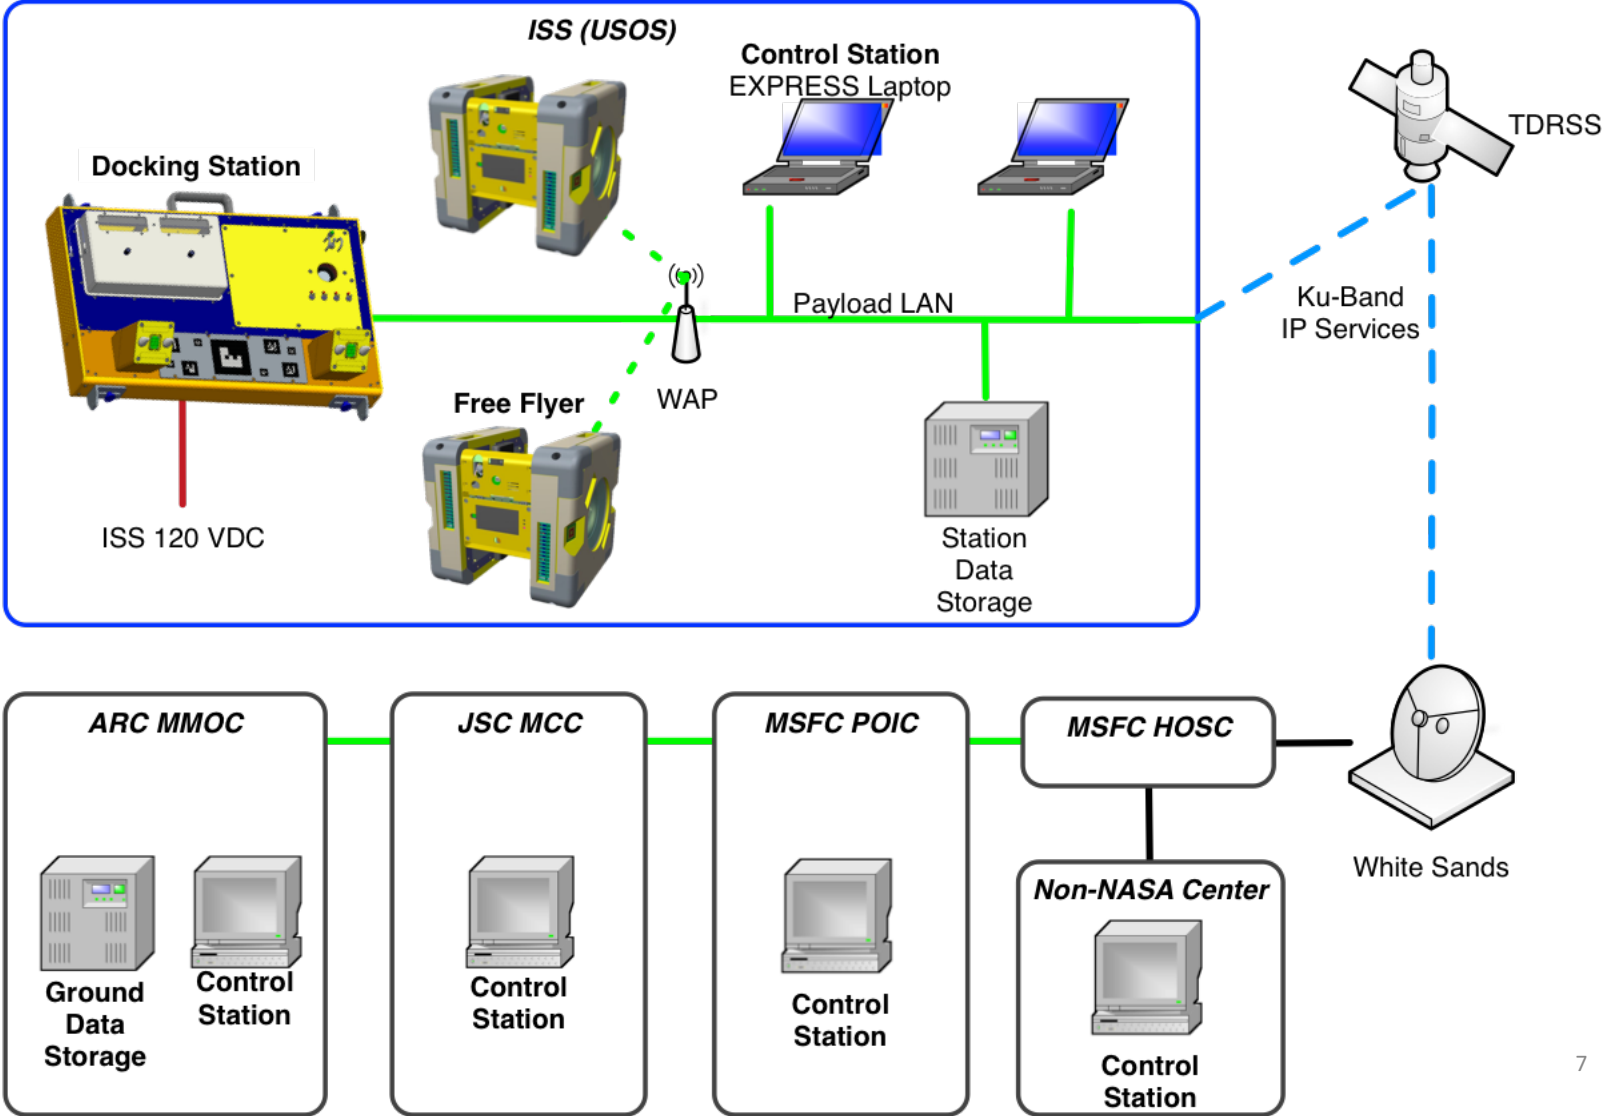 ISS (USOS)
Control Station
EXPRESS Laptop
TDRSS
Docking Station
Payload LAN
Ku-Band
IP Services
WAP
Free Flyer
ISS 120 VDC
Station
Data
Storage
ARC MMOC
JSC MCC
MSFC POIC
MSFC HOSC
White Sands
Non-NASA Center
Ground
Data
Storage
Control
Station
Control
Station
Control
Station
Control
Station
7